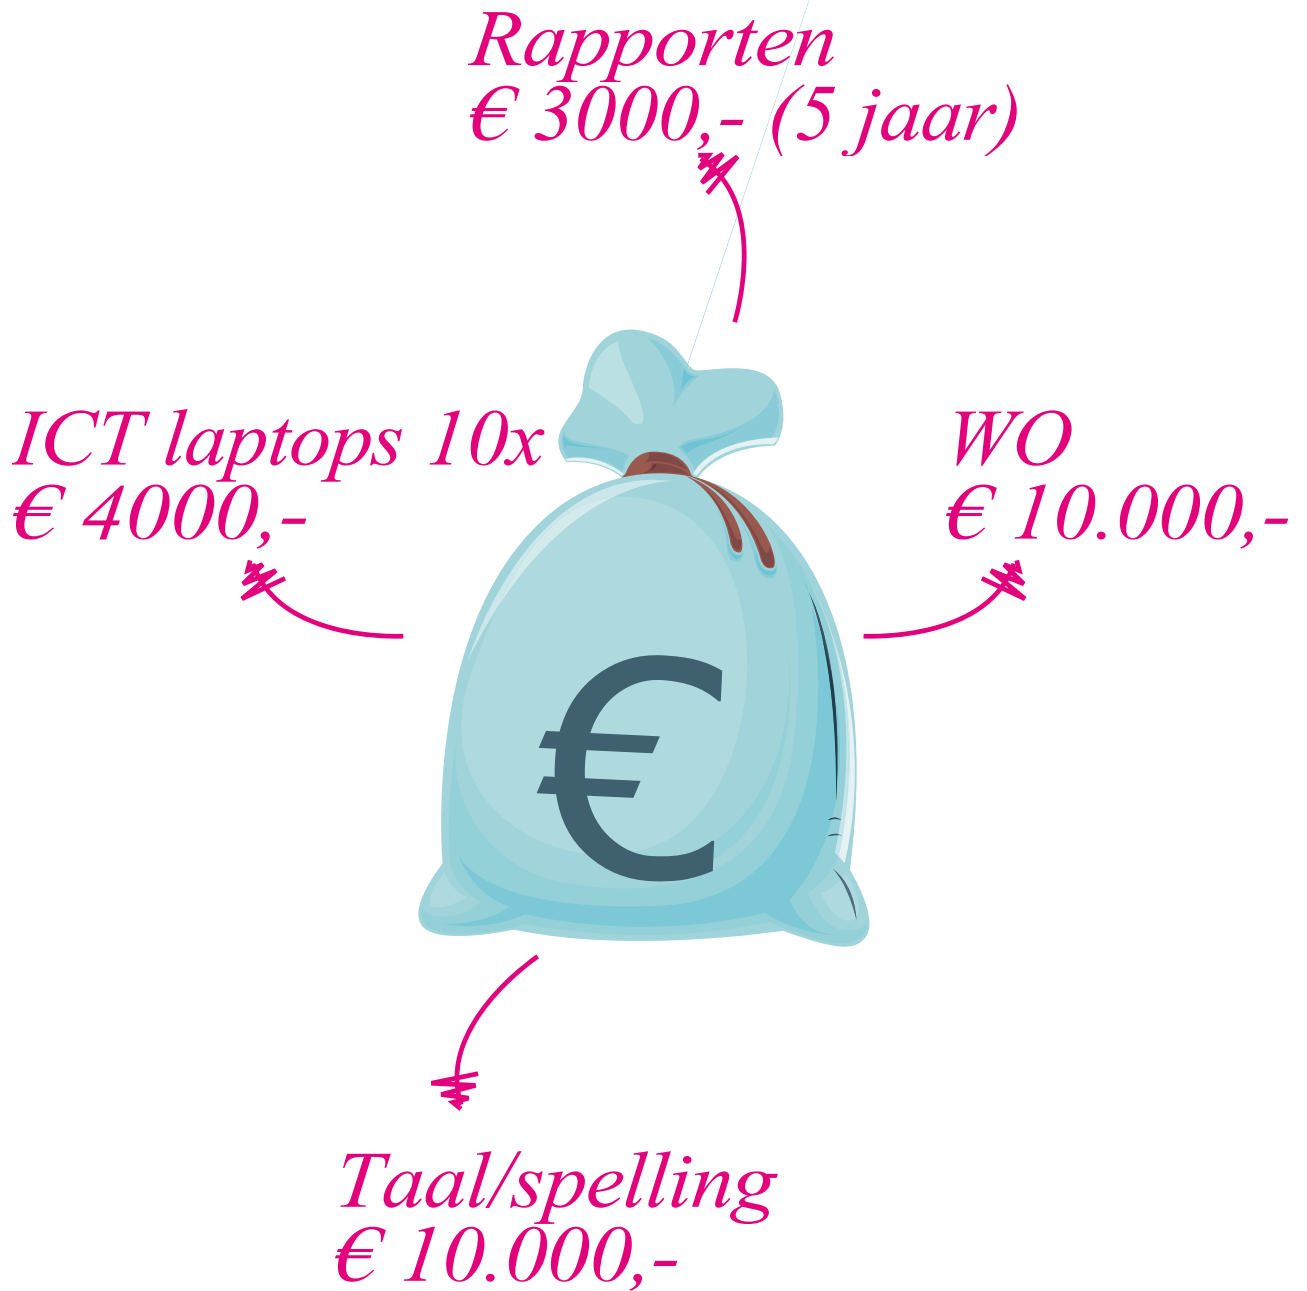 Rapporten
€ 3000,- (5 jaar)
ICT laptops 10x
€ 4000,-
WO
€ 10.000,-
€
Taal/spelling
€ 10.000,-